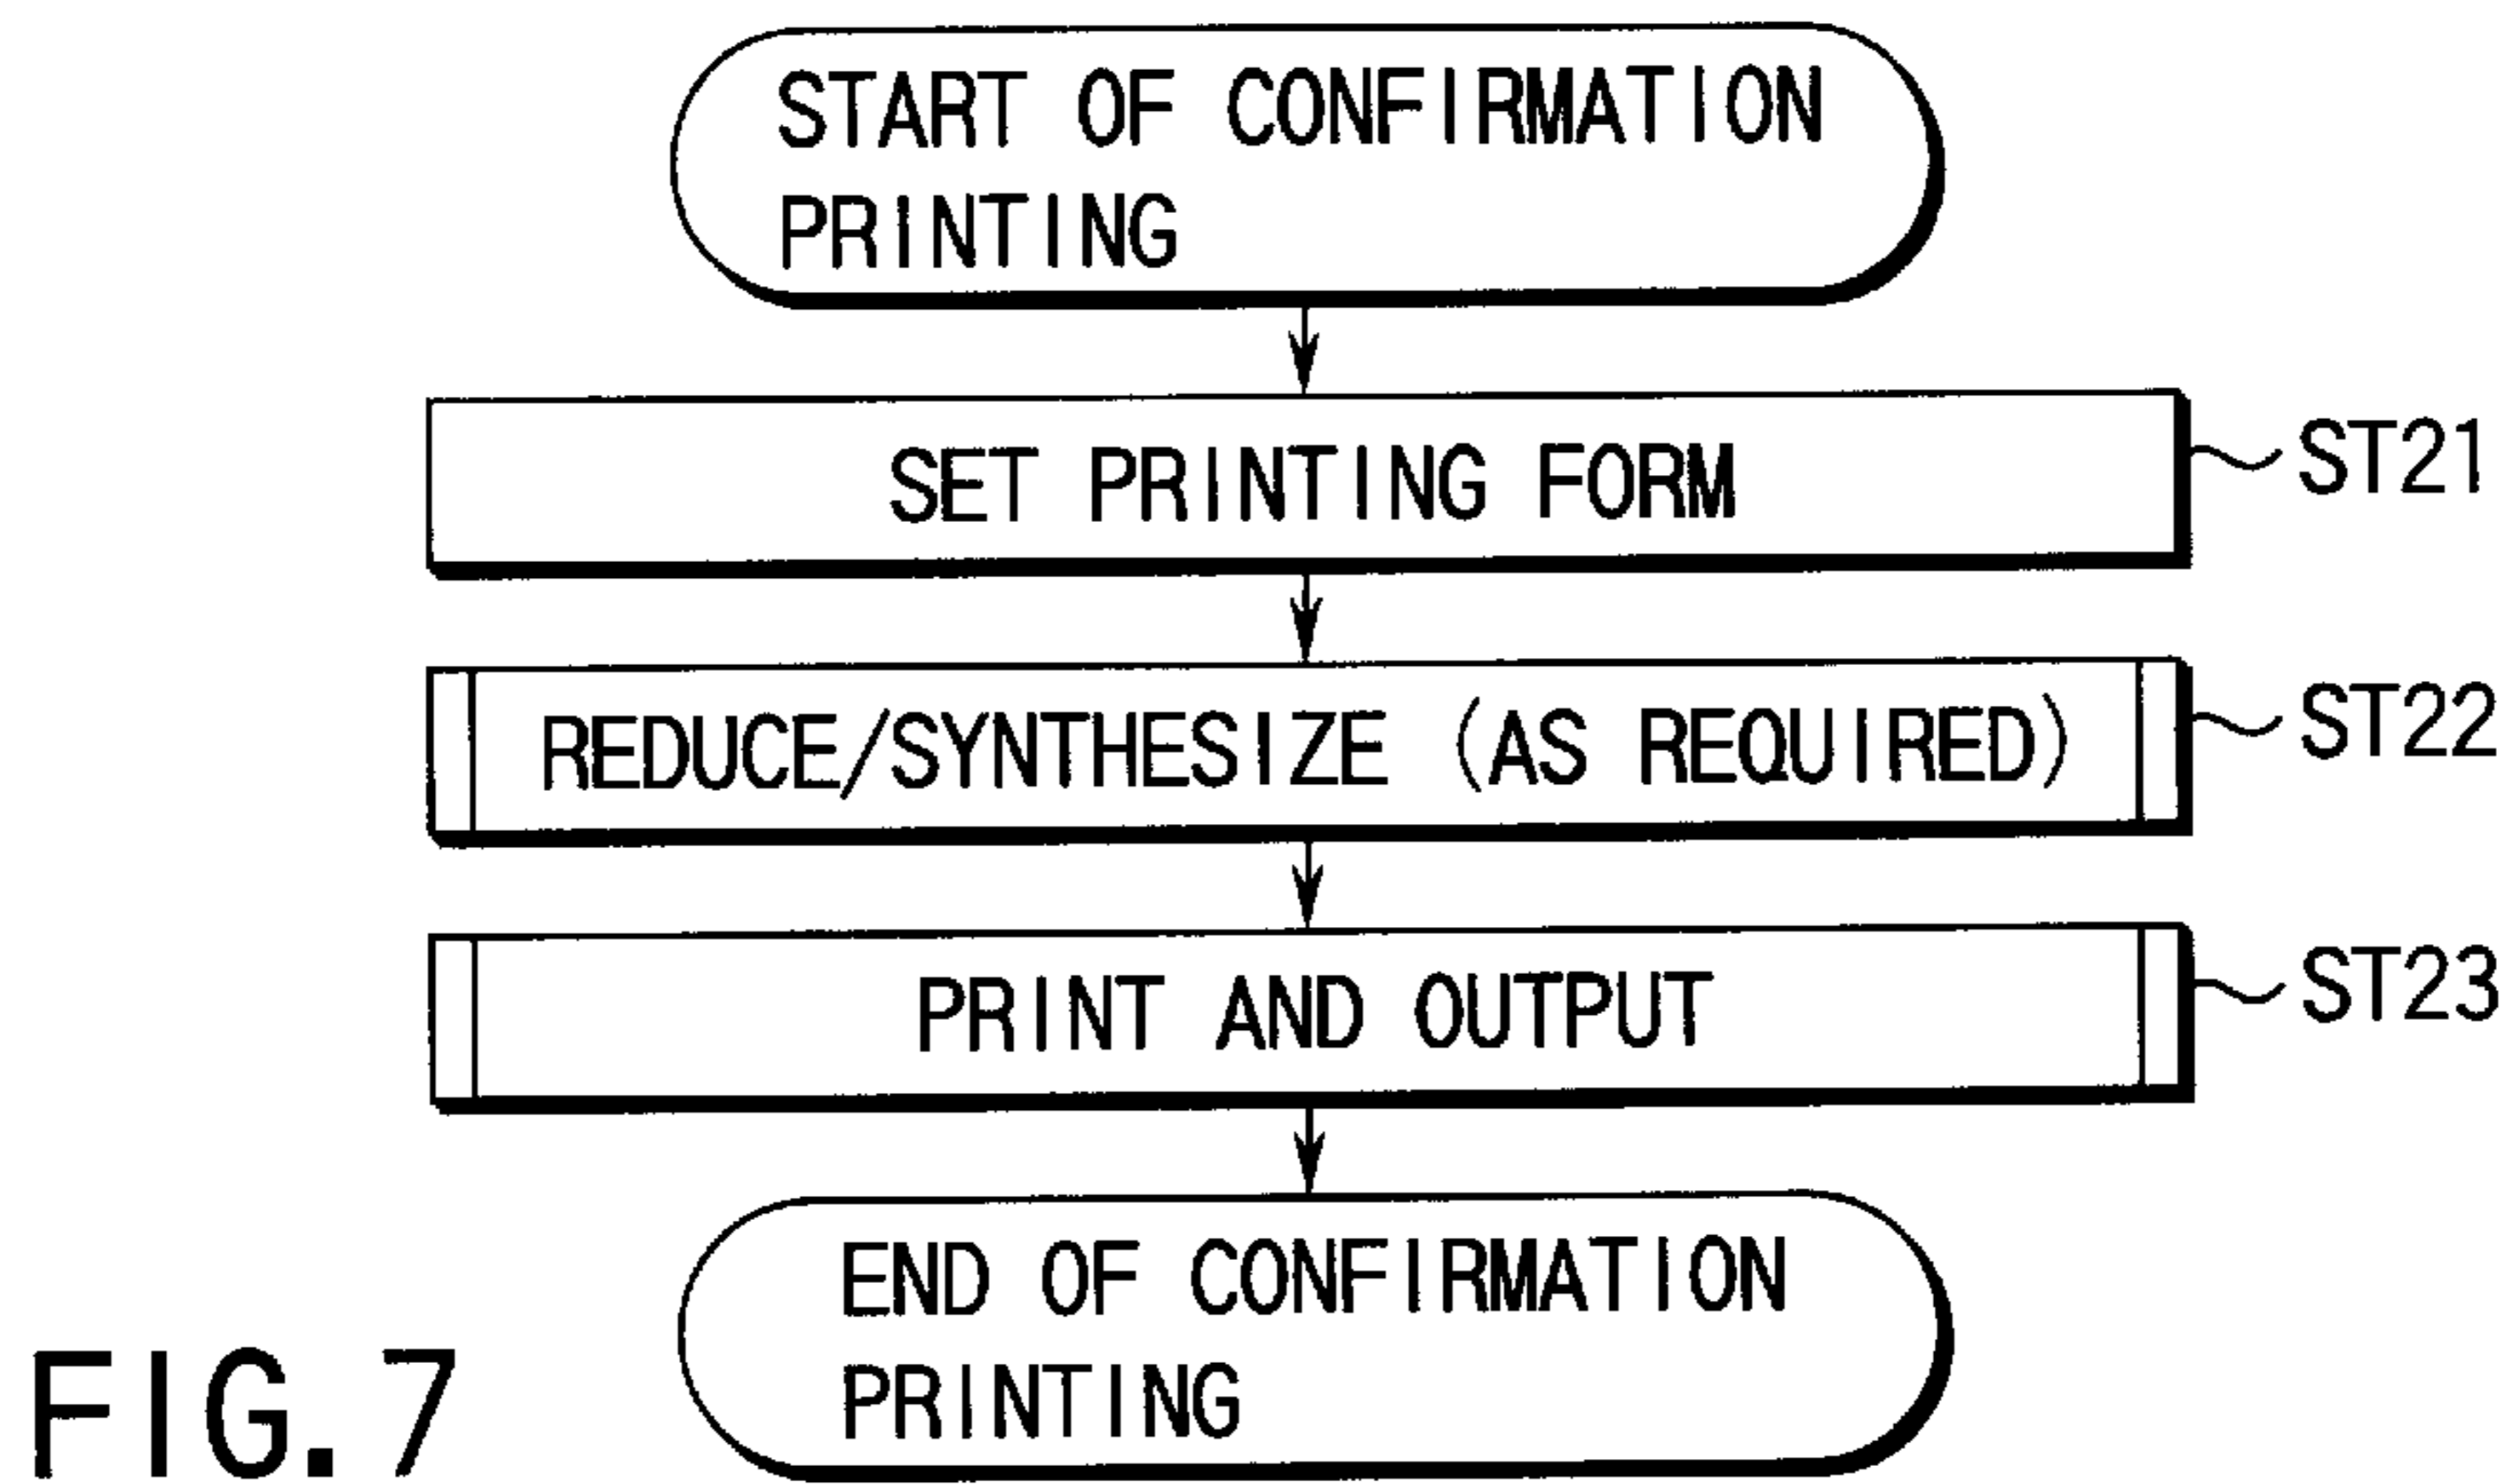 START OF CONFIRMATION
PRINTING
SET PRINTING FORM
ST21
REDUCE/SYNTHESIZE (AS REQUIRED)
ST22
PRINT AND OUTPUT
ST23
END OF CONFIRMATION
PRINTING
FIG. 7